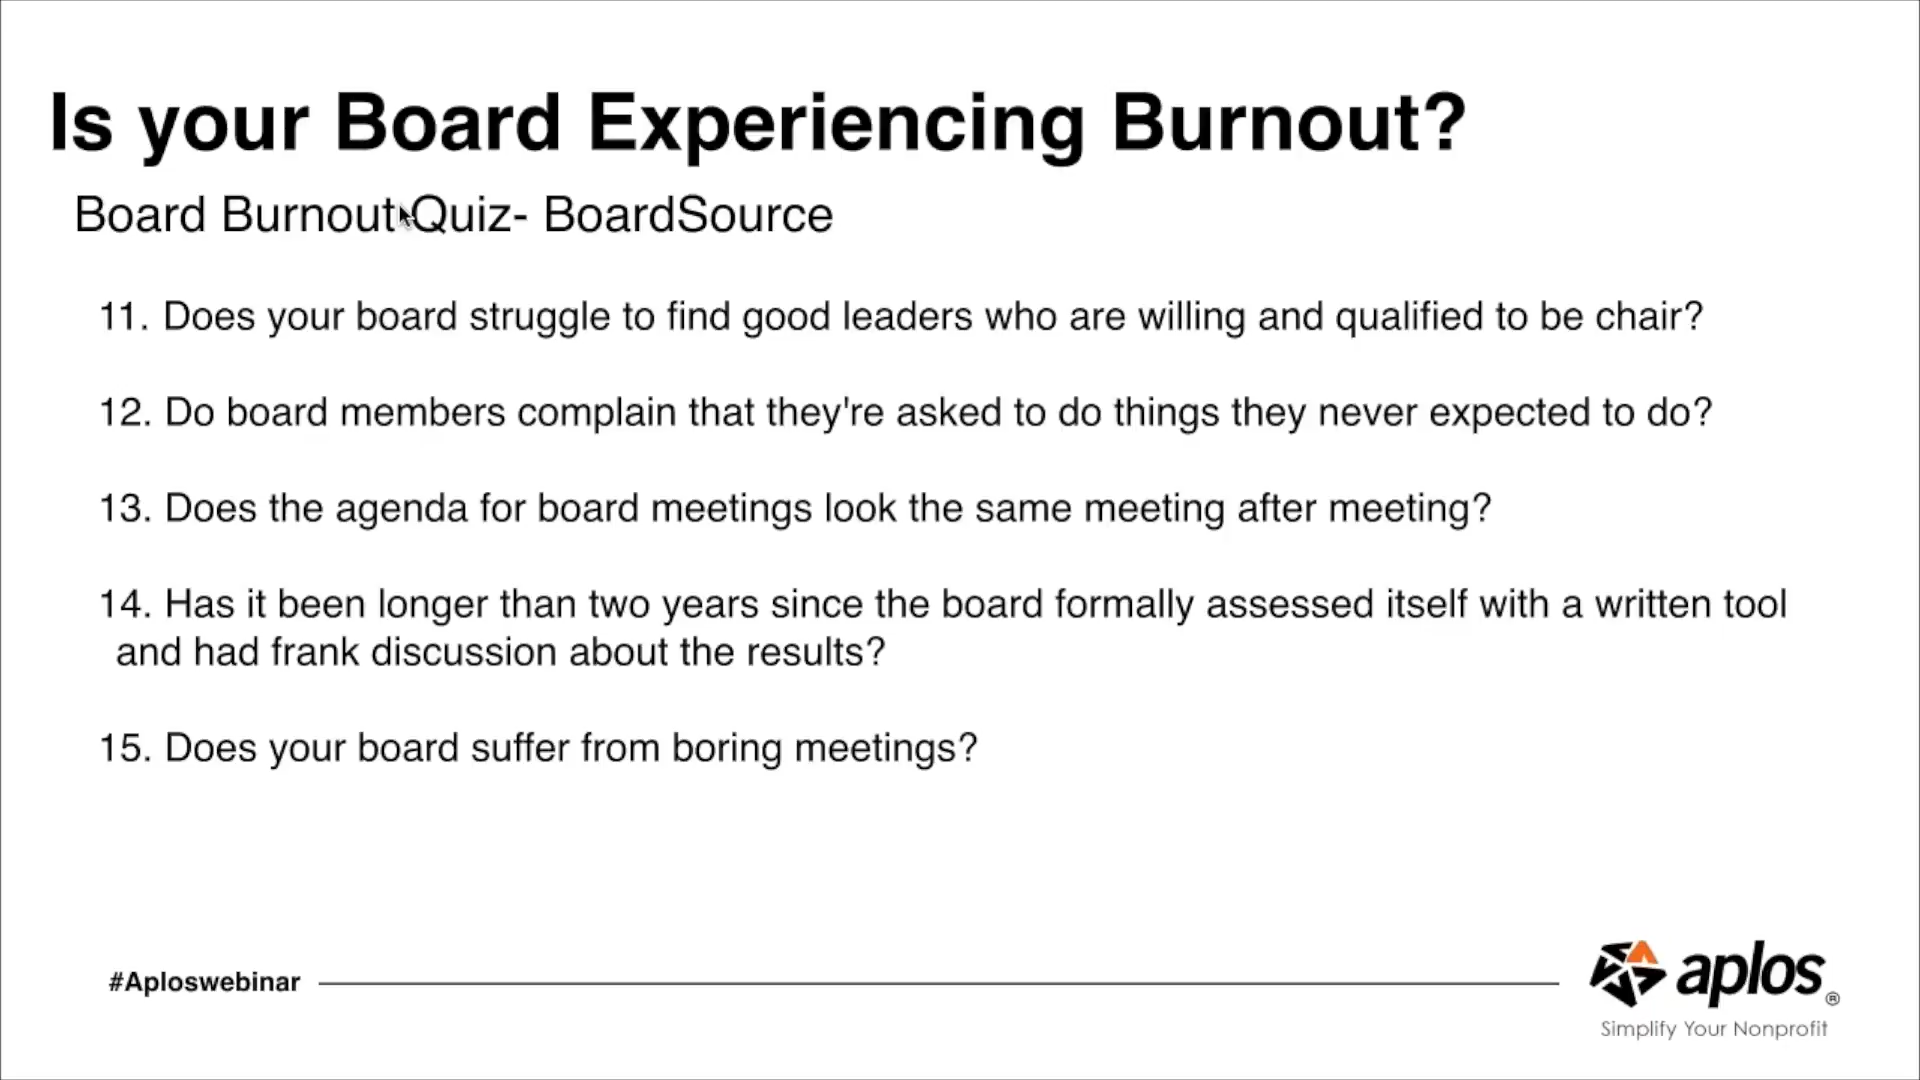 Is your Board Experiencing Burnout?
Board Burnout Quiz- BoardSource
11. Does your board struggle to find good leaders who are willing and qualified to be chair?
12. Do board members complain that they're asked to do things they never expected to do?
13. Does the agenda for board meetings look the same meeting after meeting?
14. Has it been longer than two years since the board formally assessed itself with a written tool
and had frank discussion about the results?
15. Does your board suffer from boring meetings?
#Aploswebinar
aplos®
Simplify Your Nonprofit